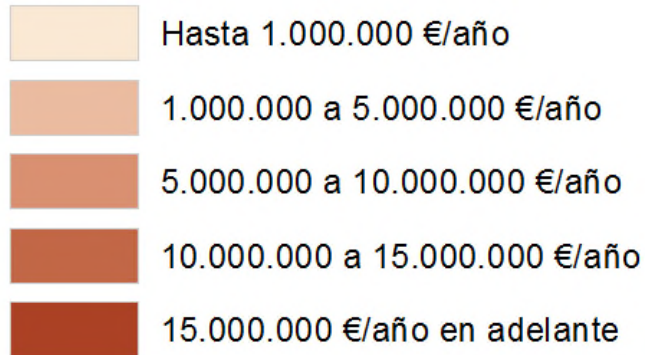 Hasta 1.000.000 €/año
1.000.000 a 5.000.000 €/año
5.000.000 a 10.000.000 €/año
10.000.000 a 15.000.000 €/año
15.000.000 €/año en adelante